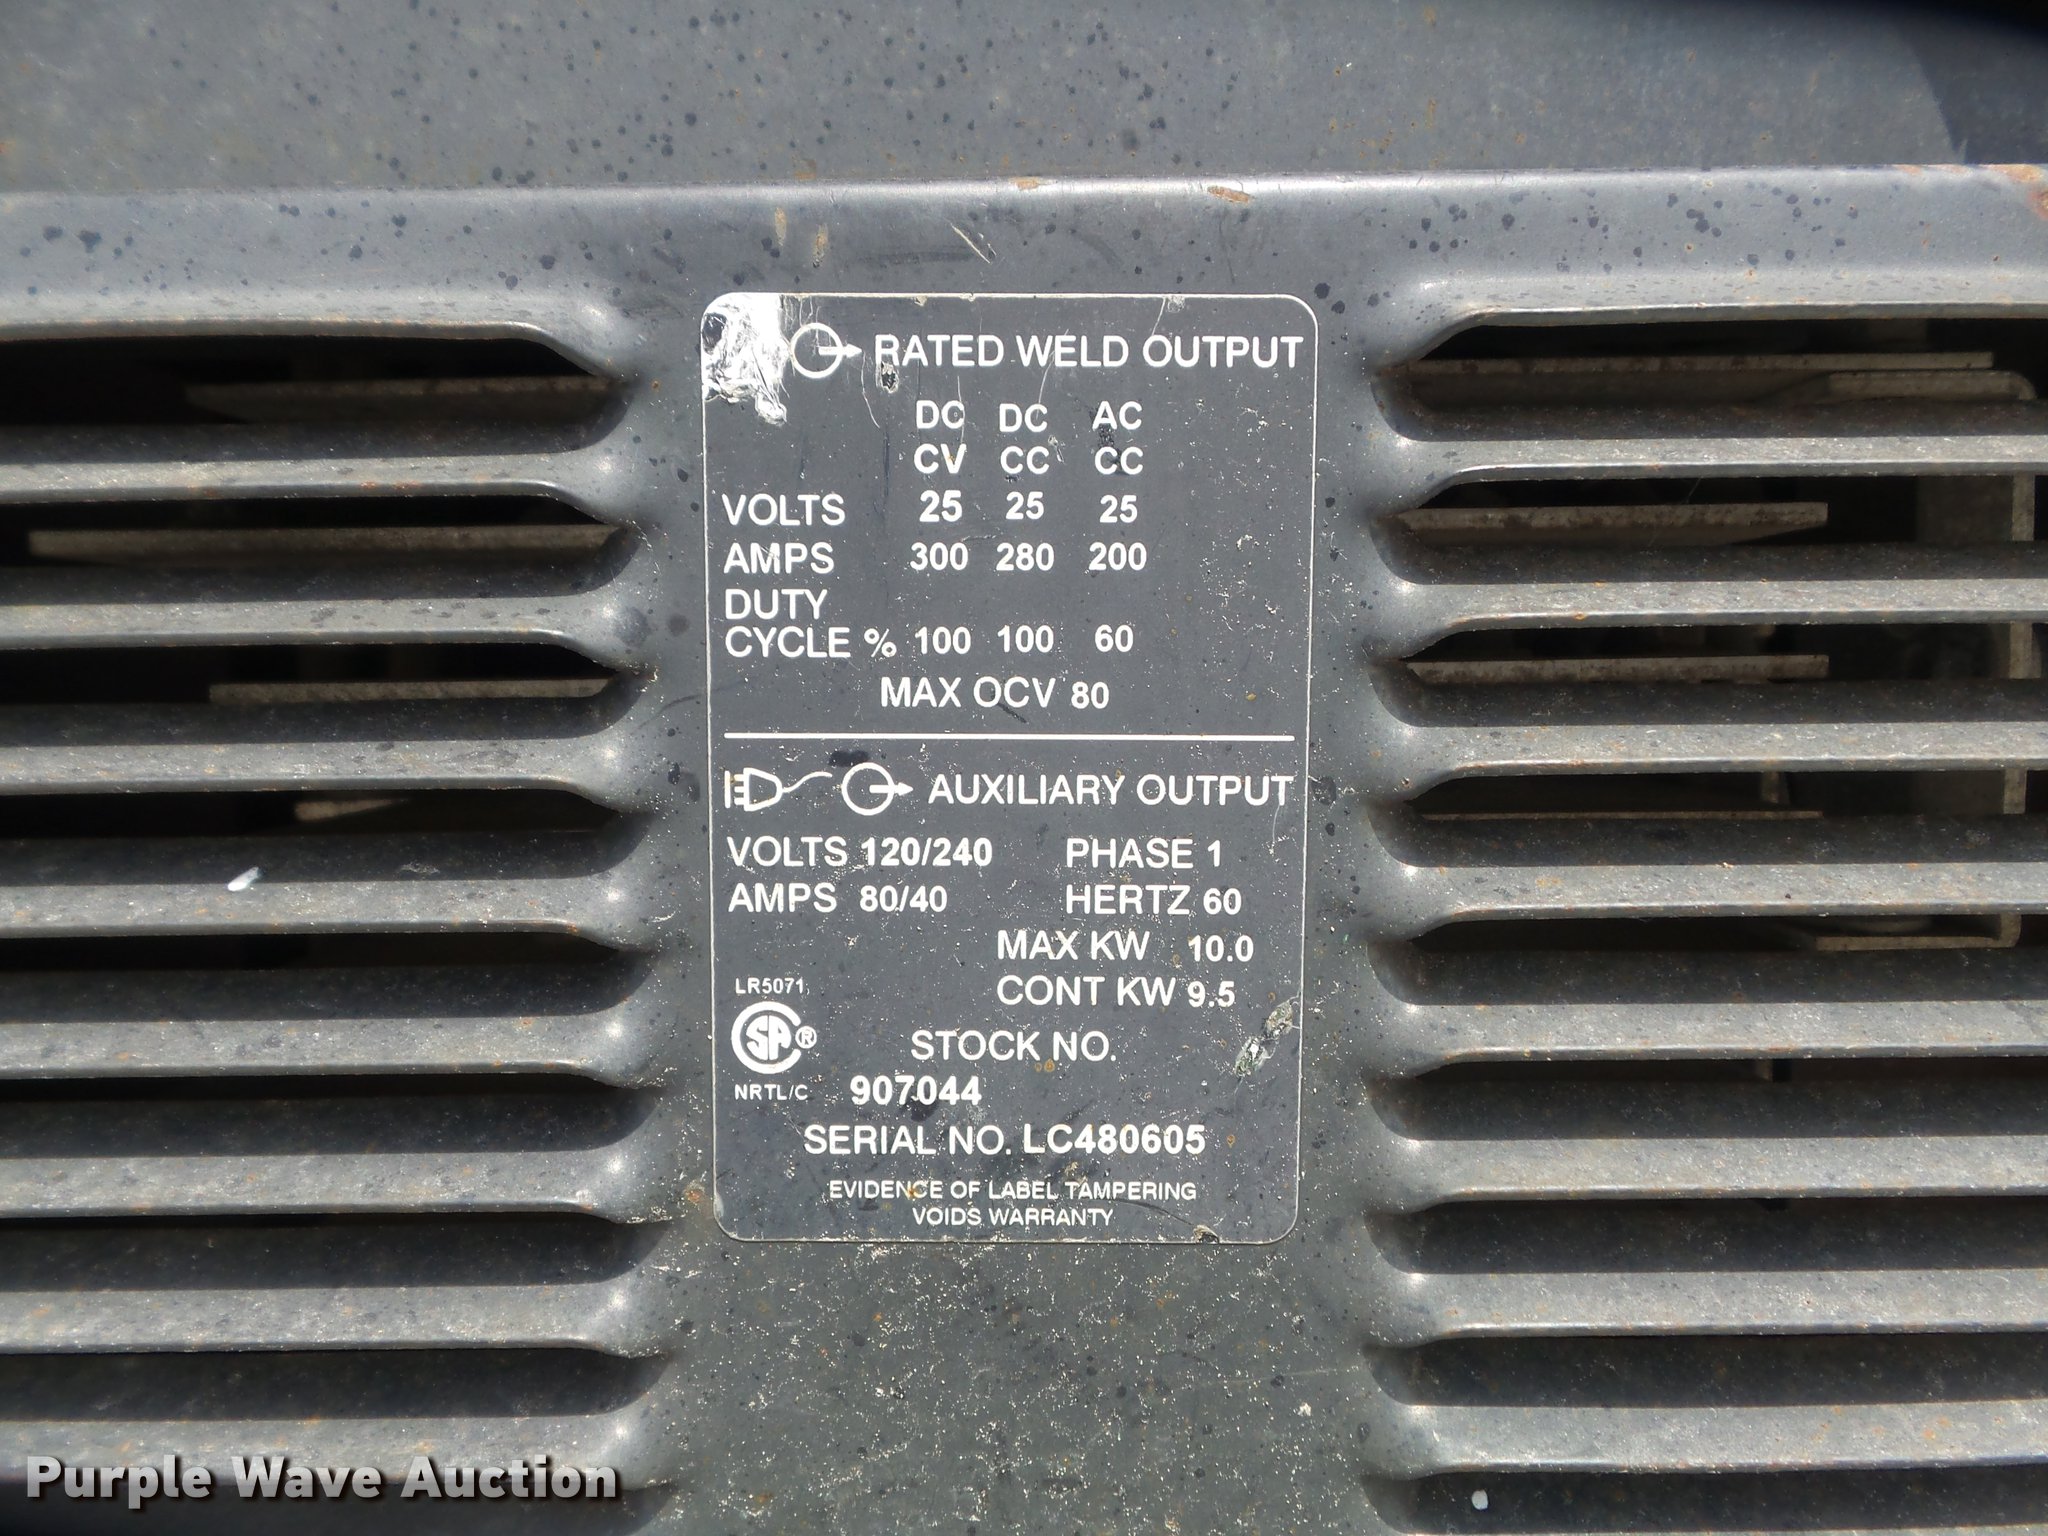 RATED WELD OUTPUT
DC DC AC
CV CC CC
VOLTS 25 25 25
AMPS 300 280 200
DUTY
CYCLE % 100 100 60
MAX OCV 80
AUXILIARY OUTPUT
VOLTS 120/240 PHASE 1
AMPS 80/40 HERTZ 60
MAX KW 10.0
CONT KW 9.5
LR5071
SA ®
NRTL/C
STOCK NO.
907044
SERIAL NO. LC480605
EVIDENCE OF LABEL TAMPERING
VOIDS WARRANTY
Purple Wave Auction